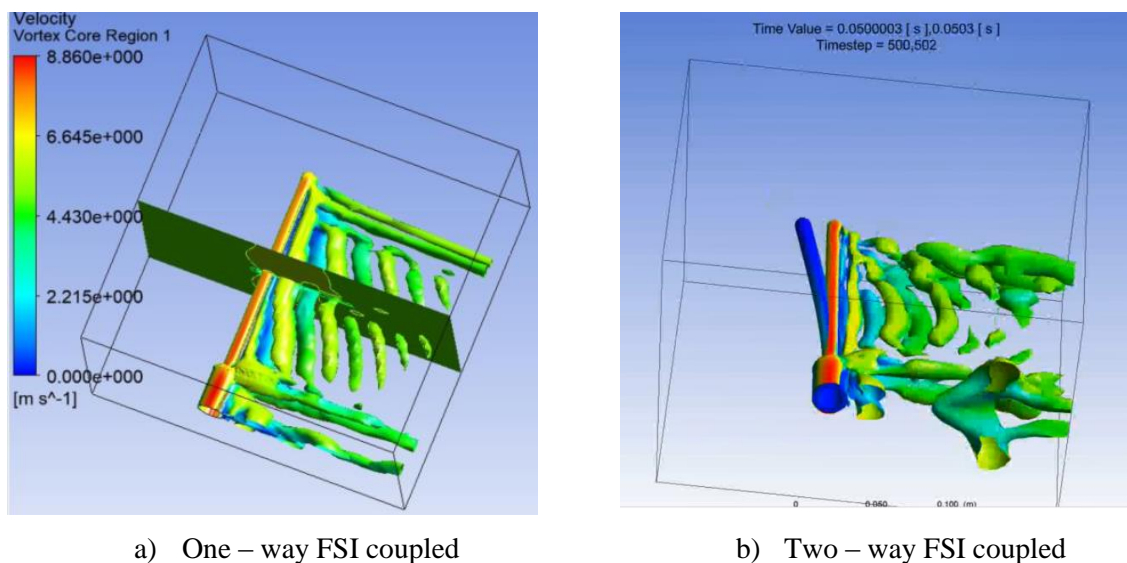 Velocity
Vortex Core Region 1
8.860e+000
6.645e+000
4.430e+000
2.215e+000
0.000e+000
[m s^-1]
Time Value = 0.0500003 [ s ],0.0503 [ s ]
Timestep = 500,502
0 0.050 0.100 (m)
a) One – way FSI coupled
b) Two – way FSI coupled